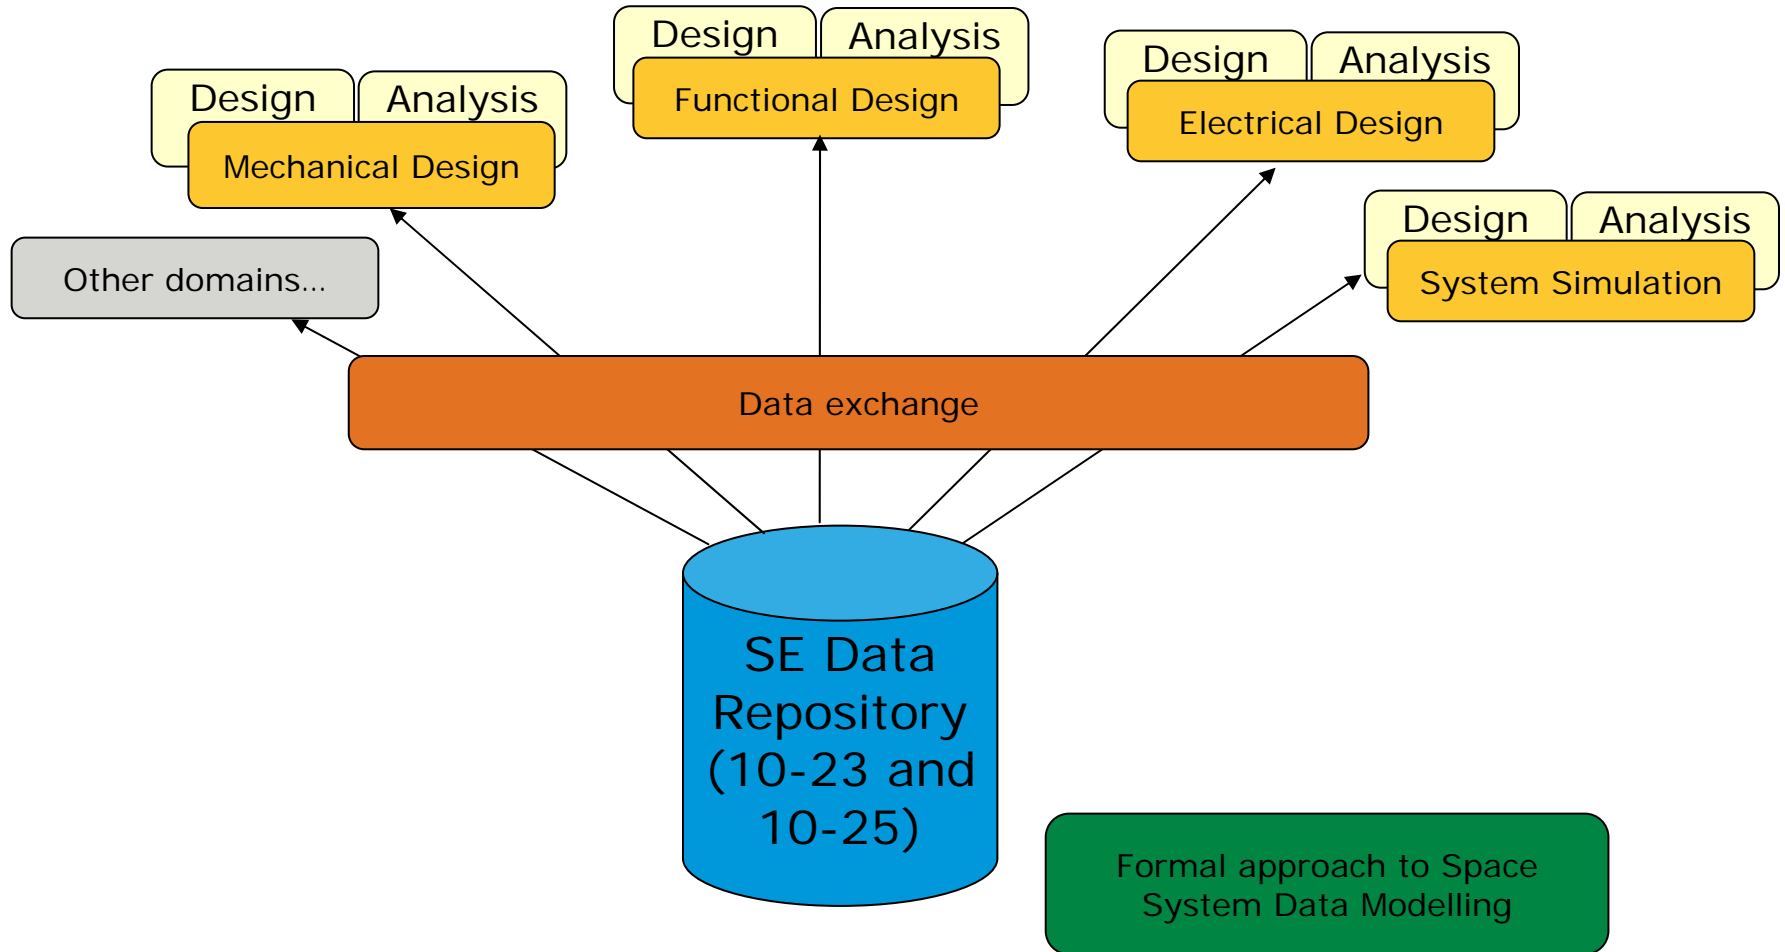 Design
Analysis
Functional Design
Design
Analysis
Electrical Design
Design
Analysis
Mechanical Design
Design
Analysis
System Simulation
Other domains...
Data exchange
SE Data
Repository
(10-23 and
10-25)
Formal approach to Space
System Data Modelling